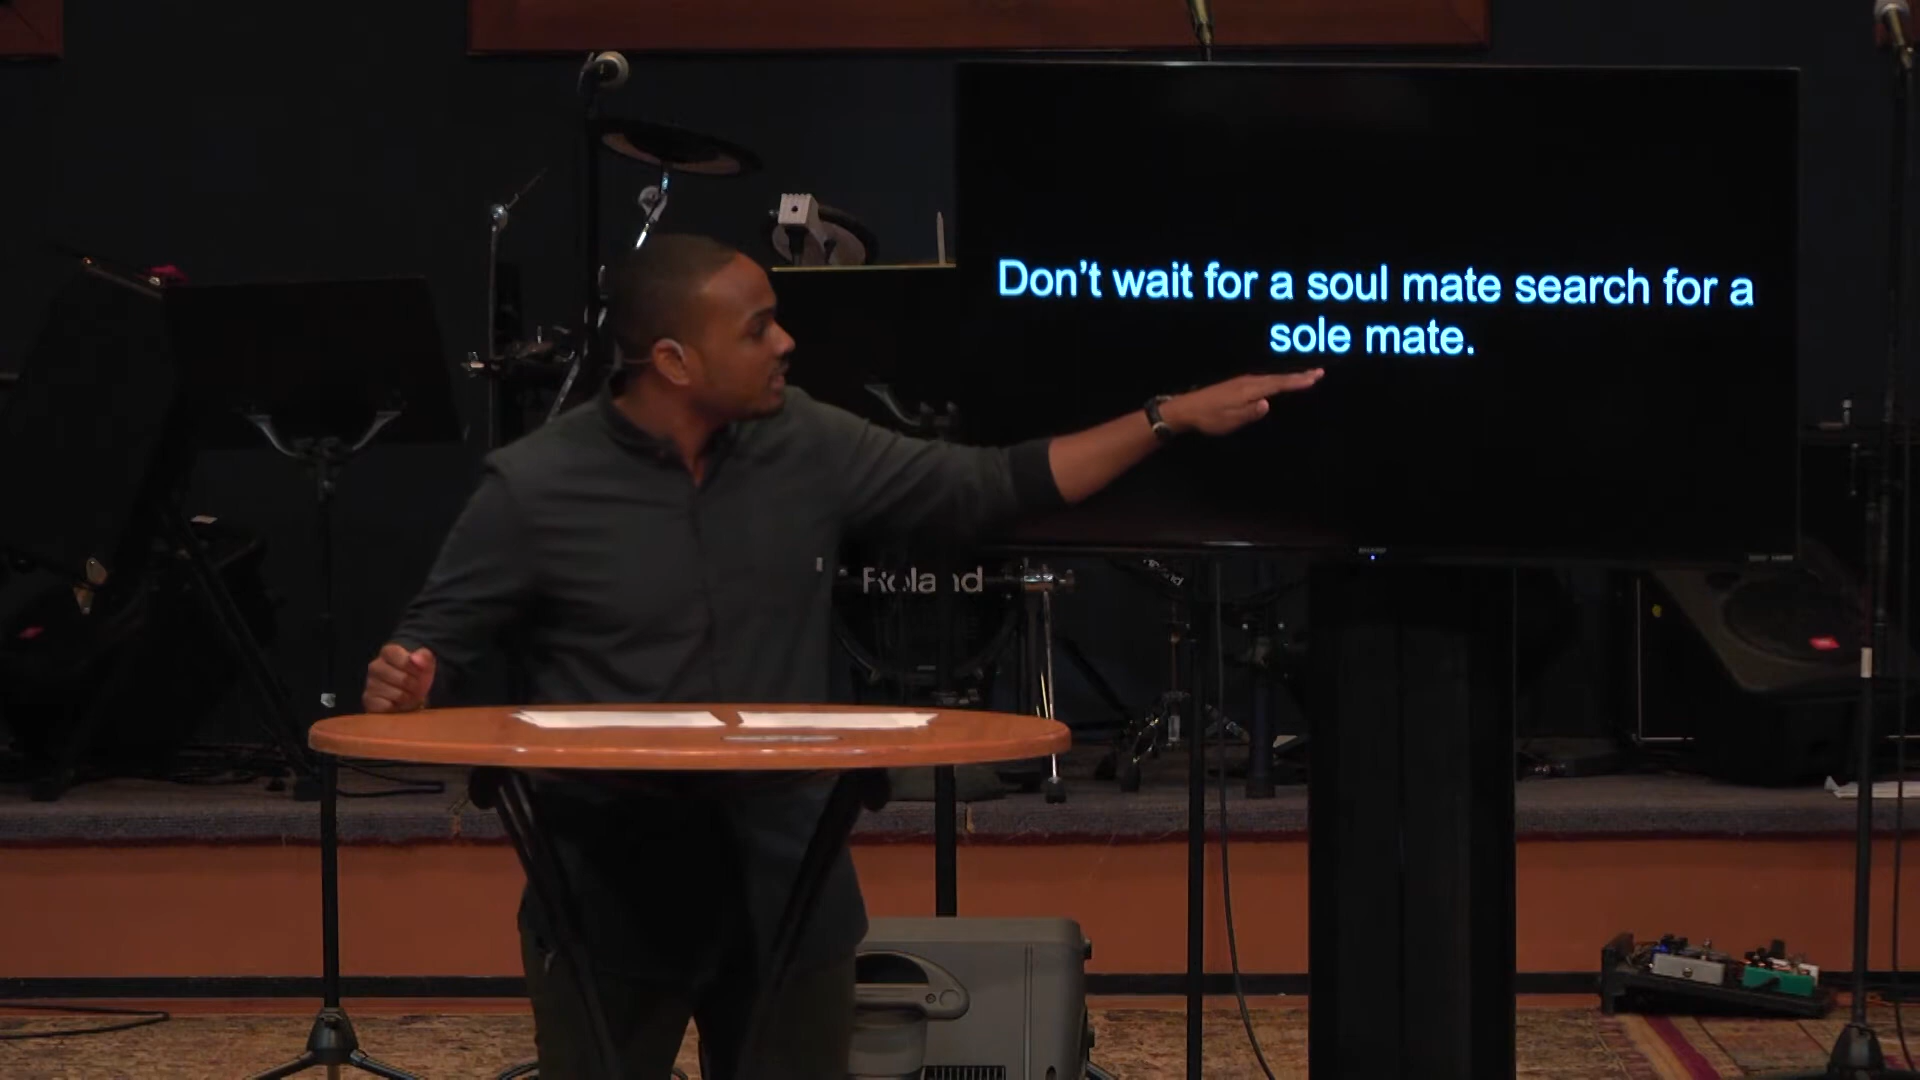 Don't wait for a soul mate search for a
sole mate.
Roland